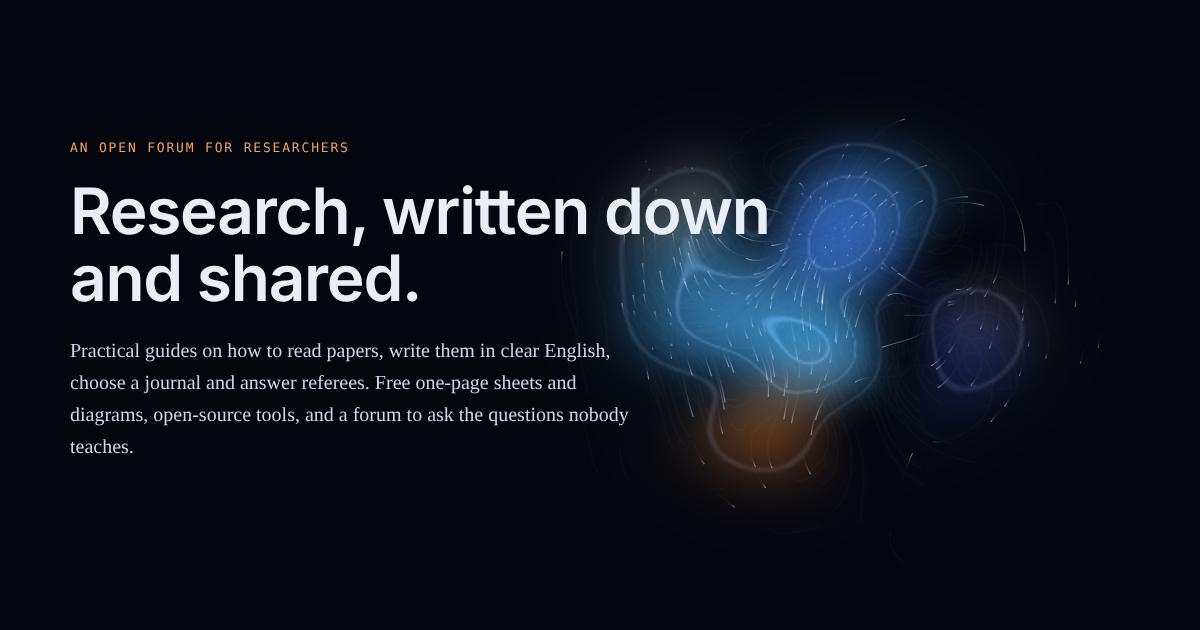 AN OPEN FORUM FOR RESEARCHERS
Research, written down
and shared.
Practical guides on how to read papers, write them in clear English,
choose a journal and answer referees. Free one-page sheets and
diagrams, open-source tools, and a forum to ask the questions nobody
teaches.